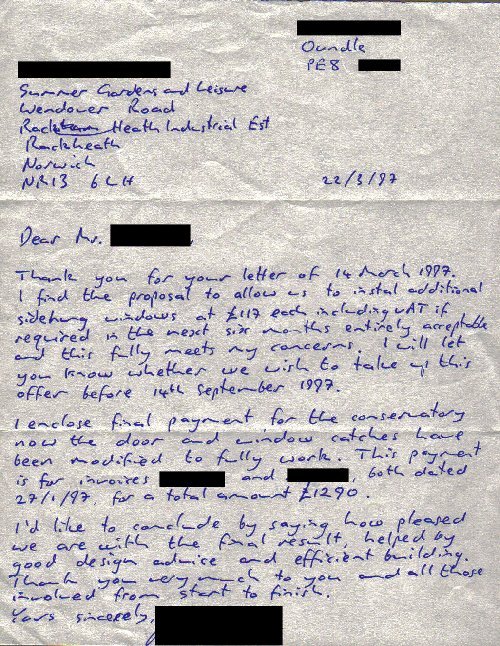 Oundle
PE8
Summer Gardens and Leisure
Wendover Road
Rack Heath Industrial Est
Rackheath
Norwich
NR13 6LH
22/3/97
Dear Mr.
Thank you for your letter of 14 March 1997.
I find the proposal to allow us to instal additional
sidehung windows at £117 each including VAT if
required in the next six months entirely acceptable
and this fully meets my concerns. I will let
you know whether we wish to take up this
offer before 14th September 1997.
I enclose final payment for the conservatory
now the door and window catches have
been modified to fully work. This payment
is for invoices and , both dated
27/1/97, for a total amount £1290.
I'd like to conclude by saying how pleased
we are with the final result, helped by
good design advice and efficient building.
Thank you very much to you and all those
involved from start to finish.
Yours sincerely,